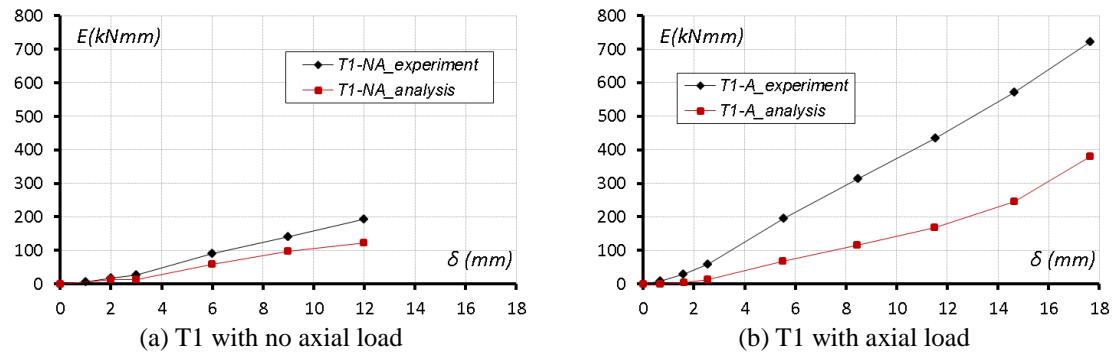 800
700
600
500
400
300
200
100
0
E(kNmm)
T1-NA_experiment
T1-NA_analysis
δ (mm)
0 2 4 6 8 10 12 14 16 18
(a) T1 with no axial load
800
700
600
500
400
300
200
100
0
E(kNmm)
T1-A_experiment
T1-A_analysis
δ (mm)
0 2 4 6 8 10 12 14 16 18
(b) T1 with axial load